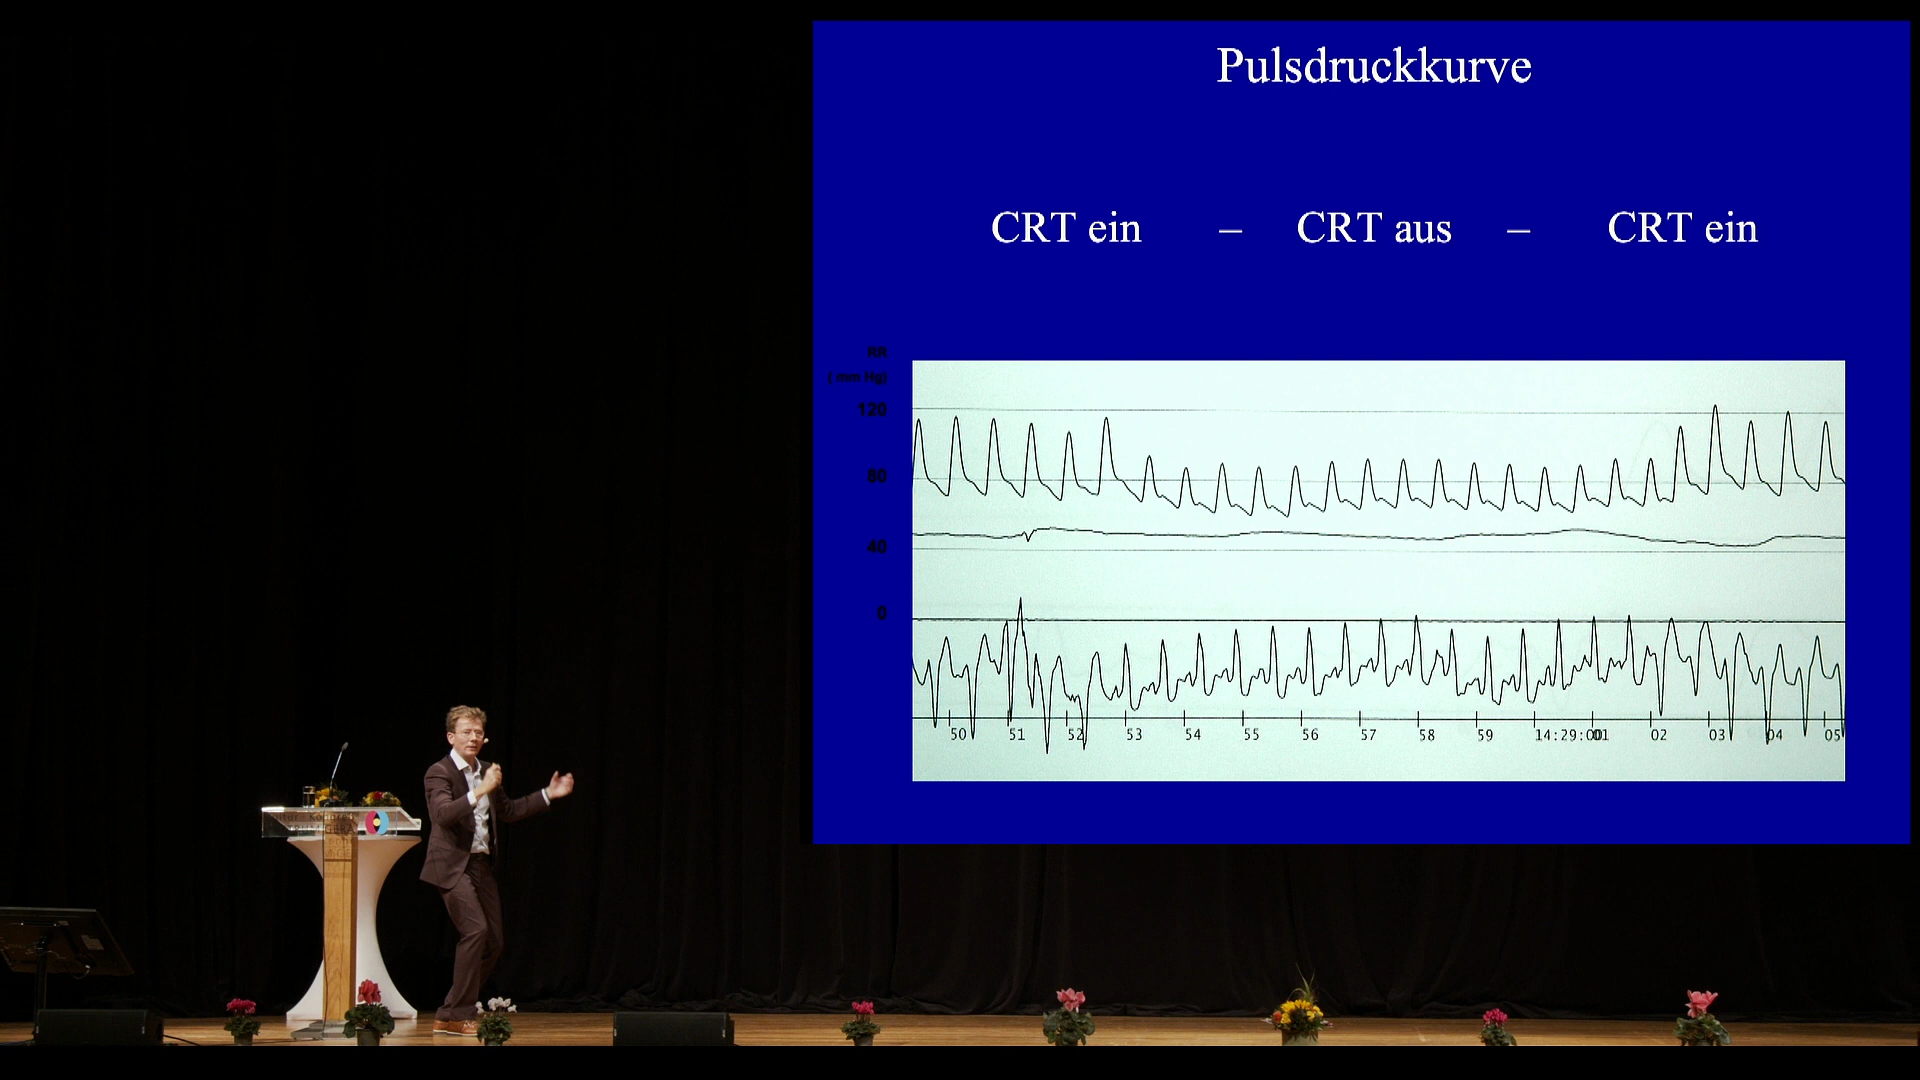 Pulsdruckkurve
CRT ein – CRT aus – CRT ein
RR
( mm Hg)
120
80
40
0
50 51 52 53 54 55 56 57 58 59 14:29:00 01 02 03 04 05